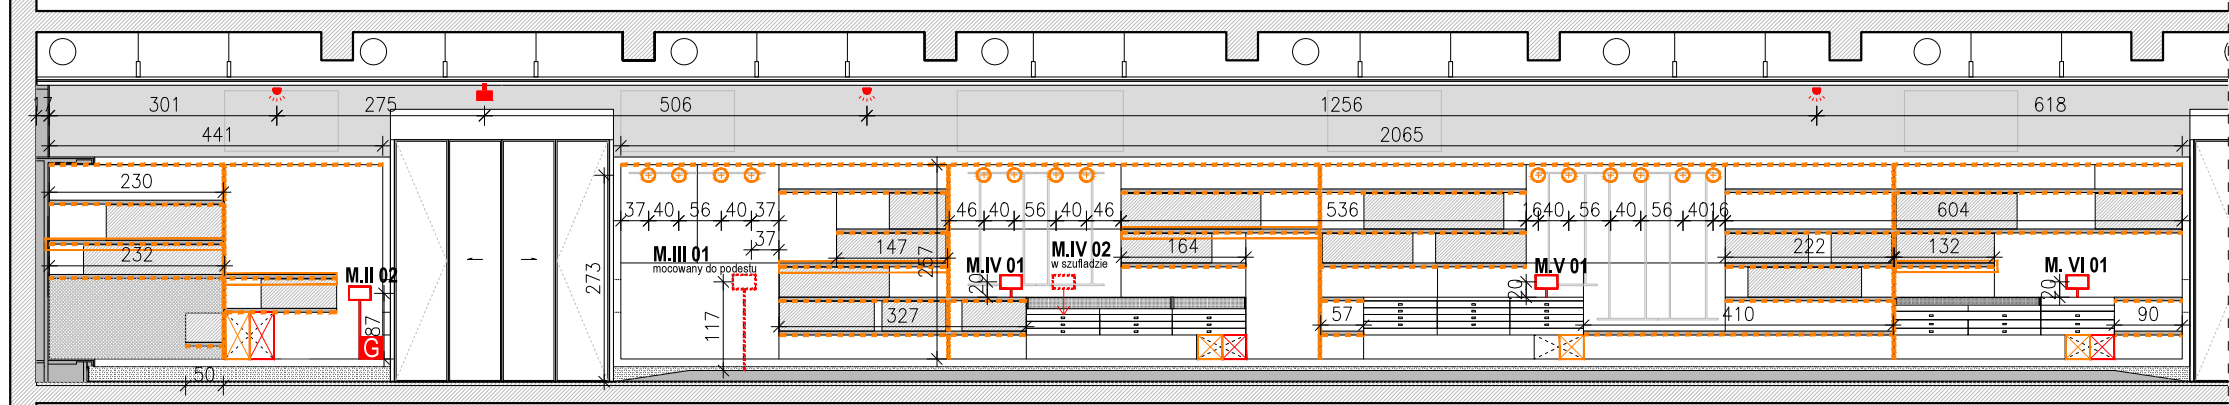 17 301 275 506 1256 618
441 2065
230
37 40 56 40 37 46 40 56 40 46 536 16 40 56 40 56 40 16 604
232 37 147 257 164 222 132
M.III 01
mocowany do podestu
M.IV 02
w szufladzie
M.II 02 M.IV 01 M.V 01 M. VI 01
273 20 20 20
87 117 327 57 410 90
G
50